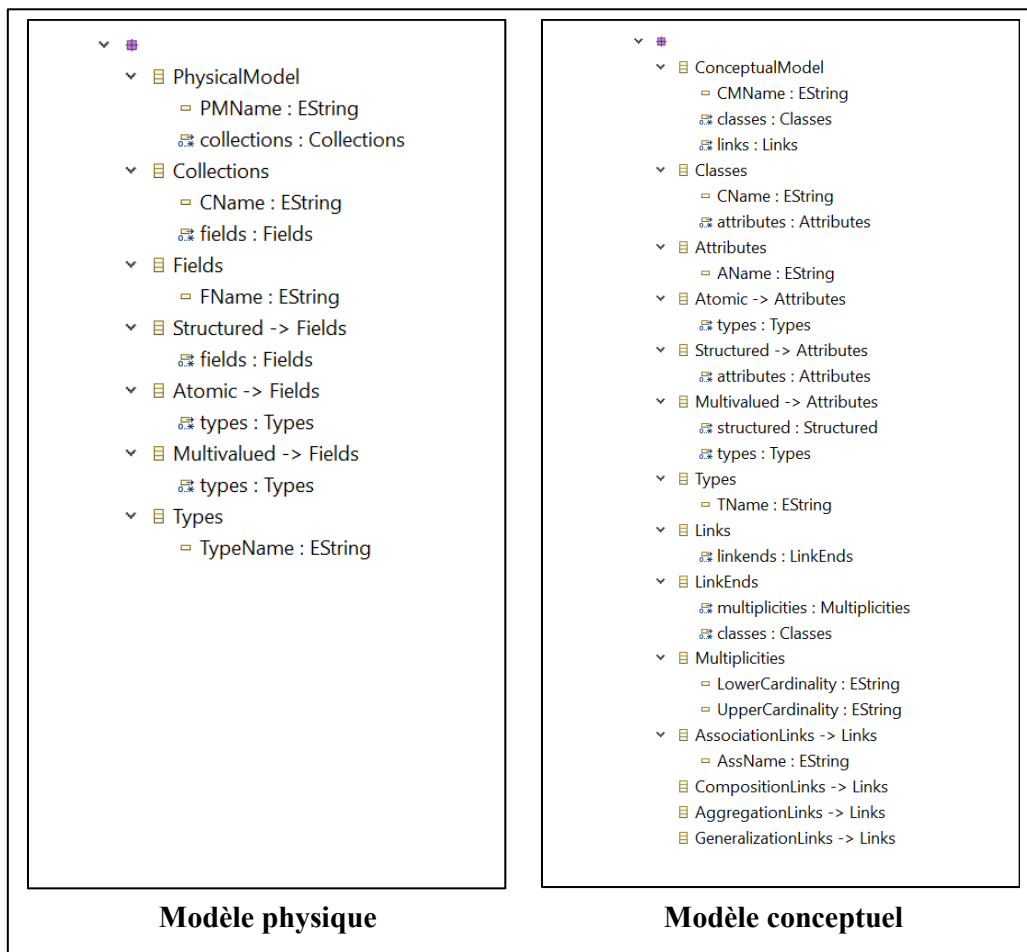 PhysicalModel
PMName : EString
collections : Collections
Collections
CName : EString
fields : Fields
Fields
FName : EString
Structured -> Fields
fields : Fields
Atomic -> Fields
types : Types
Multivalued -> Fields
types : Types
Types
TypeName : EString
Modèle physique
ConceptualModel
CMName : EString
classes : Classes
links : Links
Classes
CName : EString
attributes : Attributes
Attributes
AName : EString
Atomic -> Attributes
types : Types
Structured -> Attributes
attributes : Attributes
Multivalued -> Attributes
structured : Structured
types : Types
Types
TName : EString
Links
linkends : LinkEnds
LinkEnds
multiplicities : Multiplicities
classes : Classes
Multiplicities
LowerCardinality : EString
UpperCardinality : EString
AssociationLinks -> Links
AssName : EString
CompositionLinks -> Links
AggregationLinks -> Links
GeneralizationLinks -> Links
Modèle conceptuel